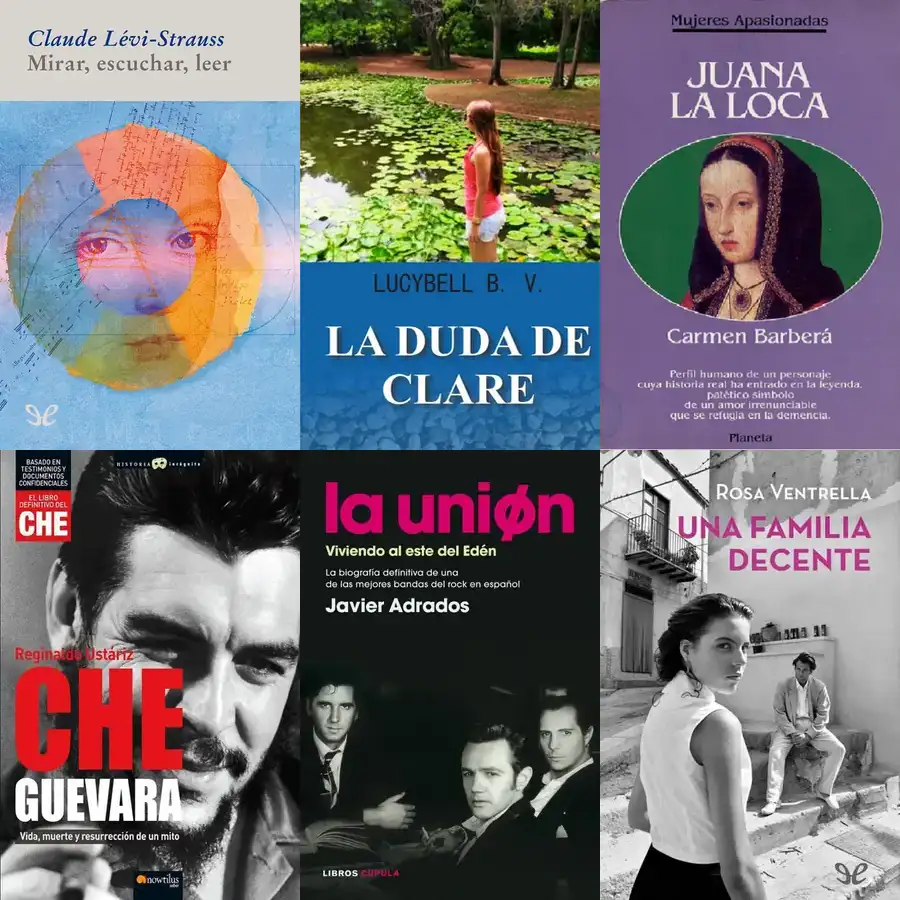 Claude Lévi-Strauss
Mirar, escuchar, leer
LUCYBELL B. V.
LA DUDA DE
CLARE
Mujeres Apasionadas
JUANA
LA LOCA
Carmen Barberá
Perfil humano de un personaje
cuya historia real ha entrado en la leyenda,
patético símbolo
de un amor irrenunciable
que se refugia en la demencia.
Planeta
BASADO EN
TESTIMONIOS Y
DOCUMENTOS
CONFIDENCIALES
EL LIBRO
DEFINITIVO DEL
CHE
HISTORIA incógnita
Reginaldo Ustáriz
CHE
GUEVARA
Vida, muerte y resurrección de un mito
nowtilus
saber
la uniøn
Viviendo al este del Edén
La biografía definitiva de una
de las mejores bandas del rock en español
Javier Adrados
LIBROS CÚPULA
ROSA VENTRELLA
UNA FAMILIA
DECENTE